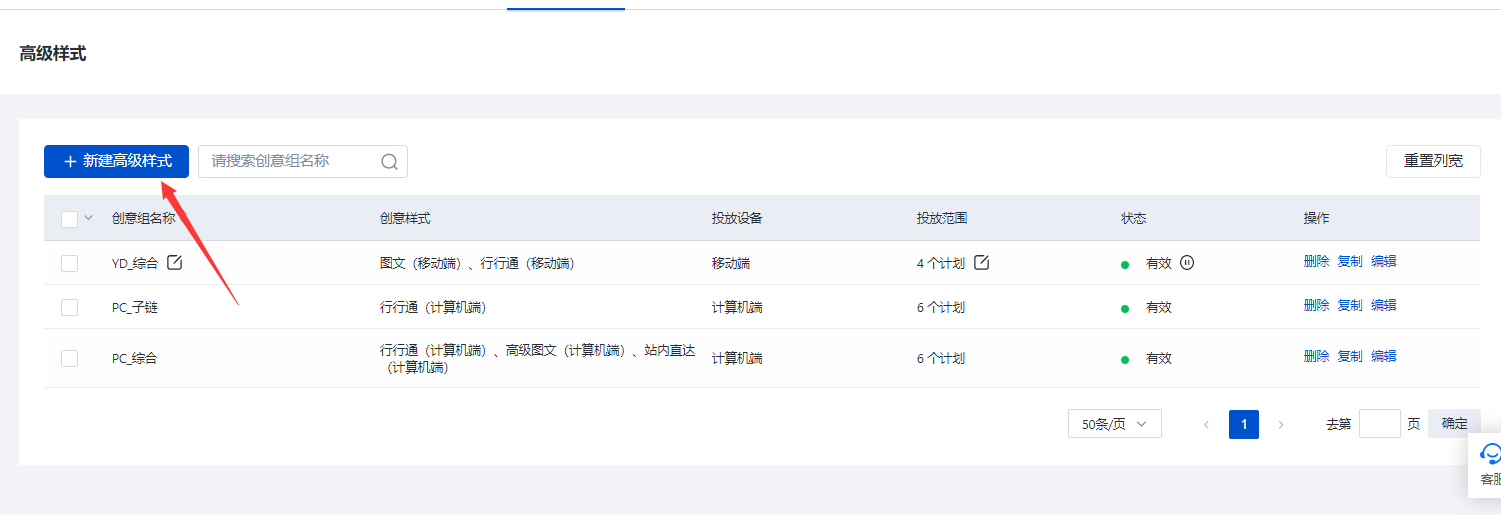 高级样式
新建高级样式 请搜索创意组名称 重置列宽
创意组名称 创意样式 投放设备 投放范围 状态 操作
YD_综合 图文（移动端）、行行通（移动端） 移动端 4 个计划 有效 删除 复制 编辑
PC_子链 行行通（计算机端） 计算机端 6 个计划 有效 删除 复制 编辑
PC_综合 行行通（计算机端）、高级图文（计算机端）、站内直达 计算机端 6 个计划 有效 删除 复制 编辑
（计算机端）
50条/页 1 去第 页 确定
客服